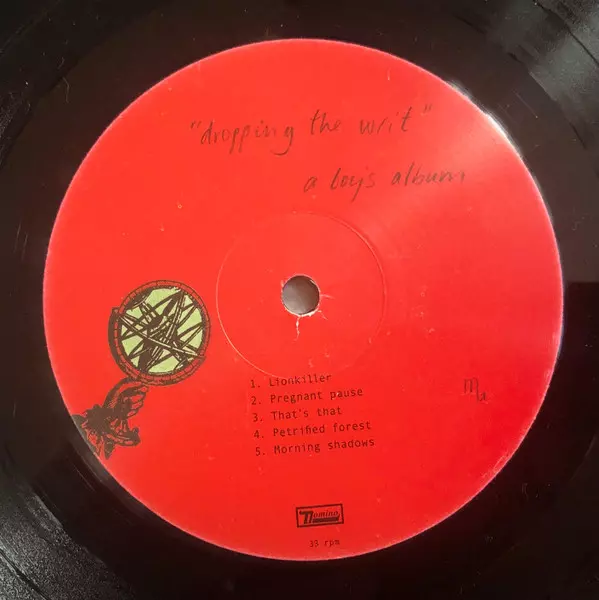 "dropping the writ"
a boy's album
1. Lionkiller
2. Pregnant pause
3. That's that
4. Petrified forest
5. Morning shadows
Domino
33 rpm